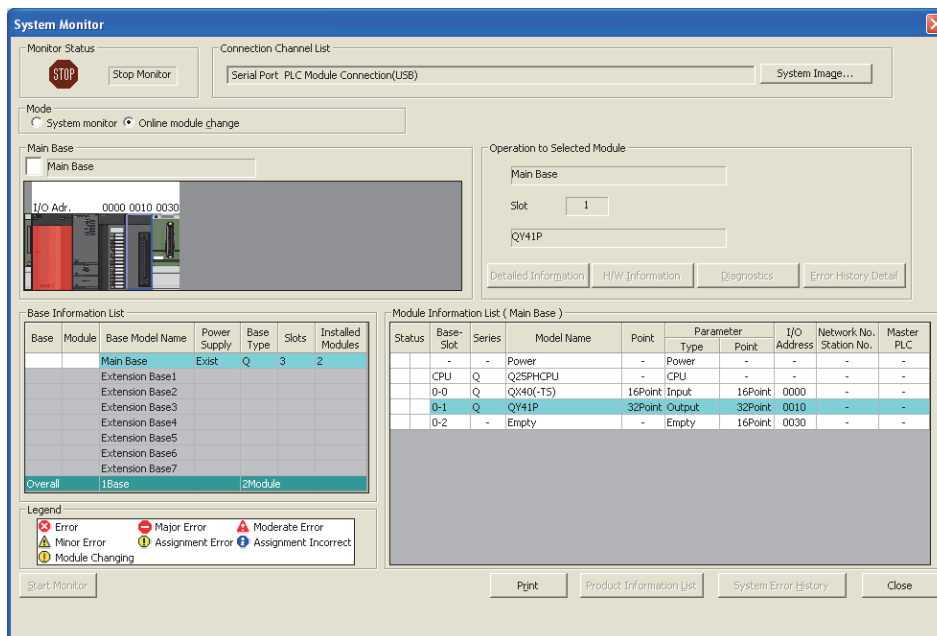 System Monitor
Monitor Status
STOP
Stop Monitor
Connection Channel List
Serial Port PLC Module Connection(USB)
System Image...
Mode
System monitor Online module change
Main Base
Main Base
I/O Adr. 0000 0010 0030
Operation to Selected Module
Main Base
Slot 1
QY41P
Detailed Information H/W Information Diagnostics Error History Detail
Base Information List
Base Module Base Model Name Power Supply Base Type Slots Installed Modules
Main Base Exist Q 3 2
Extension Base1
Extension Base2
Extension Base3
Extension Base4
Extension Base5
Extension Base6
Extension Base7
Overall 1Base 2Module
Module Information List ( Main Base )
Status Base-Slot Series Model Name Point Parameter Type Point I/O Address Network No. Station No. Master PLC
- - Power - Power - - - -
CPU Q Q25PHCPU - CPU - - - -
0-0 Q QX40(-TS) 16Point Input 16Point 0000 - -
0-1 Q QY41P 32Point Output 32Point 0010 - -
0-2 - Empty - Empty 16Point 0030 - -
Legend
Error Major Error Moderate Error
Minor Error Assignment Error Assignment Incorrect
Module Changing
Start Monitor Print Product Information List System Error History Close